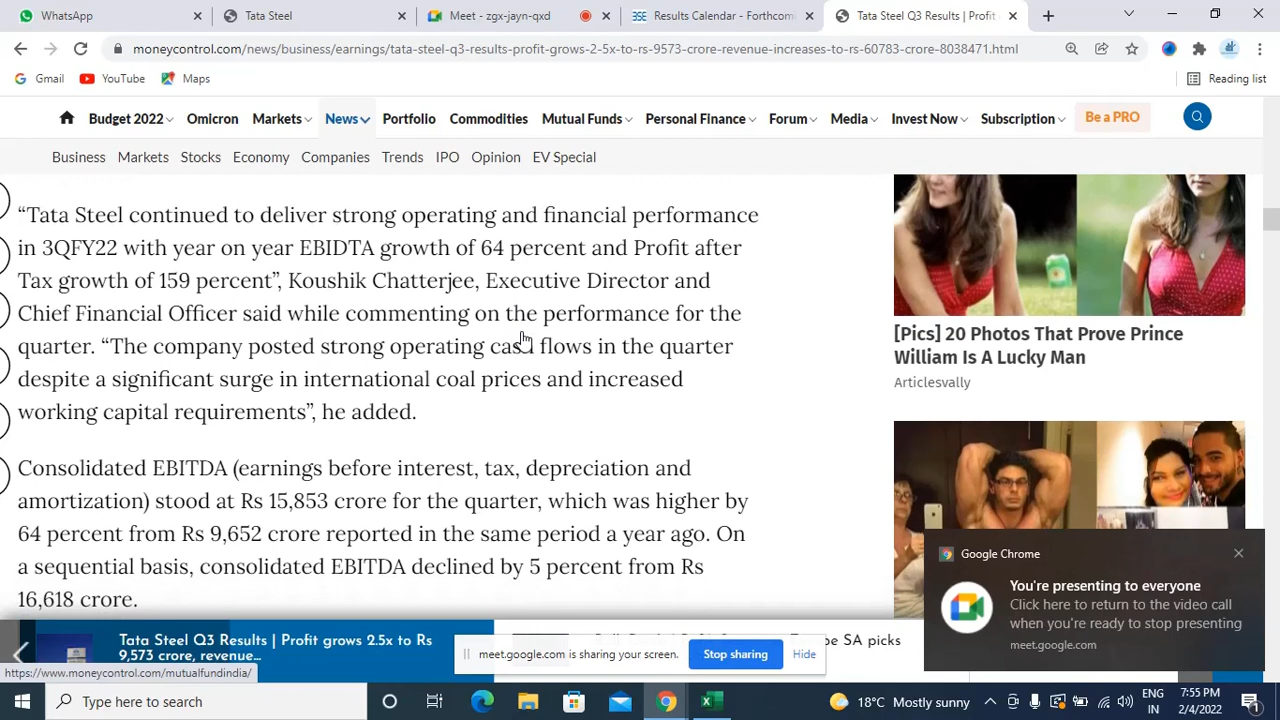 WhatsApp
Tata Steel
Meet - zgx-jayn-qxd
Results Calendar - Forthcom
Tata Steel Q3 Results | Profit g
moneycontrol.com/news/business/earnings/tata-steel-q3-results-profit-grows-2-5x-to-rs-9573-crore-revenue-increases-to-rs-60783-crore-8038471.html
Gmail YouTube Maps Reading list
Budget 2022 Omicron Markets News Portfolio Commodities Mutual Funds Personal Finance Forum Media Invest Now Subscription Be a PRO
Business Markets Stocks Economy Companies Trends IPO Opinion EV Special
“Tata Steel continued to deliver strong operating and financial performance
in 3QFY22 with year on year EBIDTA growth of 64 percent and Profit after
Tax growth of 159 percent”, Koushik Chatterjee, Executive Director and
Chief Financial Officer said while commenting on the performance for the
quarter. “The company posted strong operating cash flows in the quarter
despite a significant surge in international coal prices and increased
working capital requirements”, he added.
Consolidated EBITDA (earnings before interest, tax, depreciation and
amortization) stood at Rs 15,853 crore for the quarter, which was higher by
64 percent from Rs 9,652 crore reported in the same period a year ago. On
a sequential basis, consolidated EBITDA declined by 5 percent from Rs
16,618 crore.
[Pics] 20 Photos That Prove Prince
William Is A Lucky Man
Articlesvally
Google Chrome
You're presenting to everyone
Click here to return to the video call
when you're ready to stop presenting
meet.google.com
Tata Steel Q3 Results | Profit grows 2.5x to Rs
9,573 crore, revenue...
SA picks
meet.google.com is sharing your screen. Stop sharing Hide
https://www.moneycontrol.com/mutualfundindia/
Type here to search
18°C Mostly sunny
ENG
IN
7:55 PM
2/4/2022
1